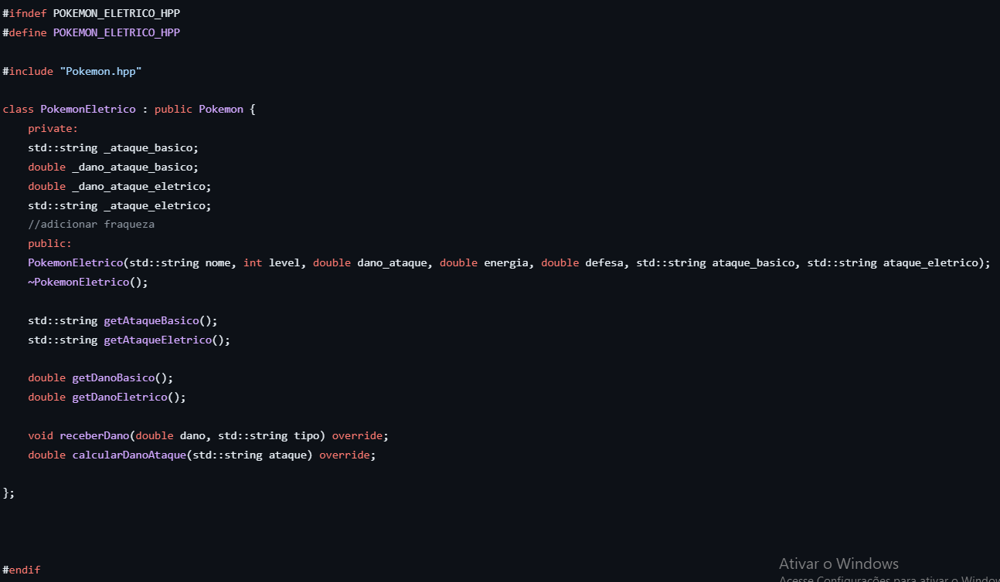 #ifndef POKEMON_ELETRICO_HPP
#define POKEMON_ELETRICO_HPP
#include "Pokemon.hpp"
class PokemonEletrico : public Pokemon {
    private:
    std::string _ataque_basico;
    double _dano_ataque_basico;
    double _dano_ataque_eletrico;
    std::string _ataque_eletrico;
    //adicionar fraqueza
    public:
    PokemonEletrico(std::string nome, int level, double dano_ataque, double energia, double defesa, std::string ataque_basico, std::string ataque_eletrico);
    ~PokemonEletrico();
    std::string getAtaqueBasico();
    std::string getAtaqueEletrico();
    double getDanoBasico();
    double getDanoEletrico();
    void receberDano(double dano, std::string tipo) override;
    double calcularDanoAtaque(std::string ataque) override;
};
#endif
Ativar o Windows
Acesse Configurações para ativar o Window